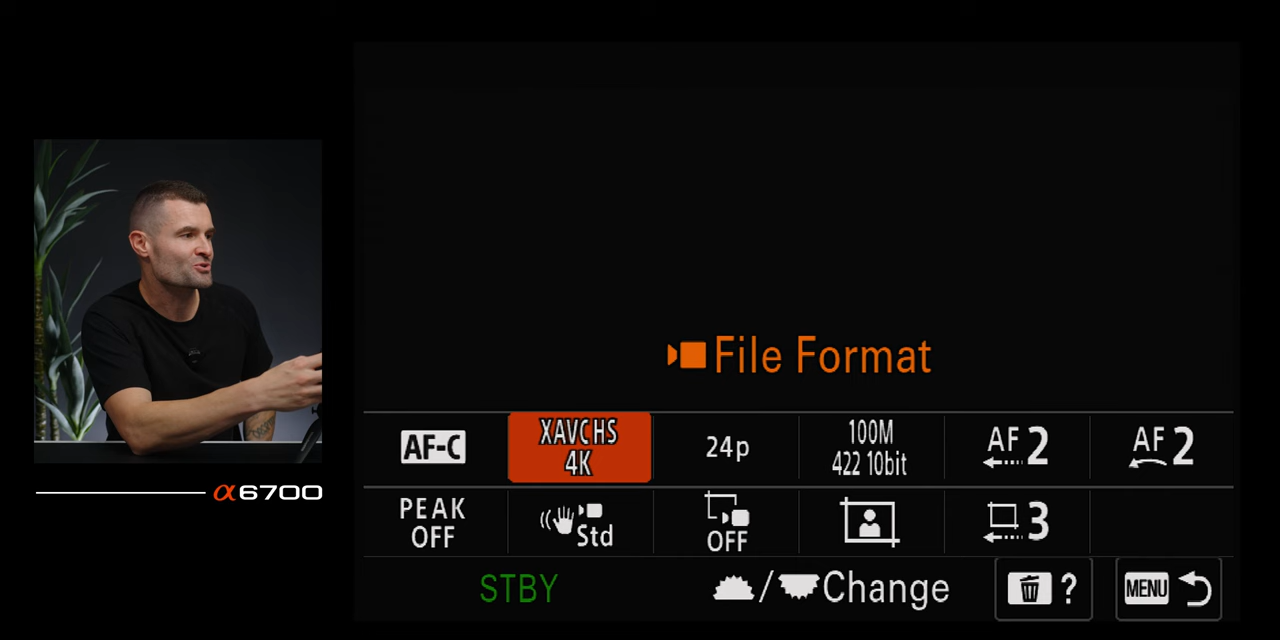 File Format
AF-C
XAVC HS
4K
24p
100M
422 10bit
AF 2
AF 2
PEAK
OFF
Std
OFF
3
α6700
STBY
/ Change
?
MENU